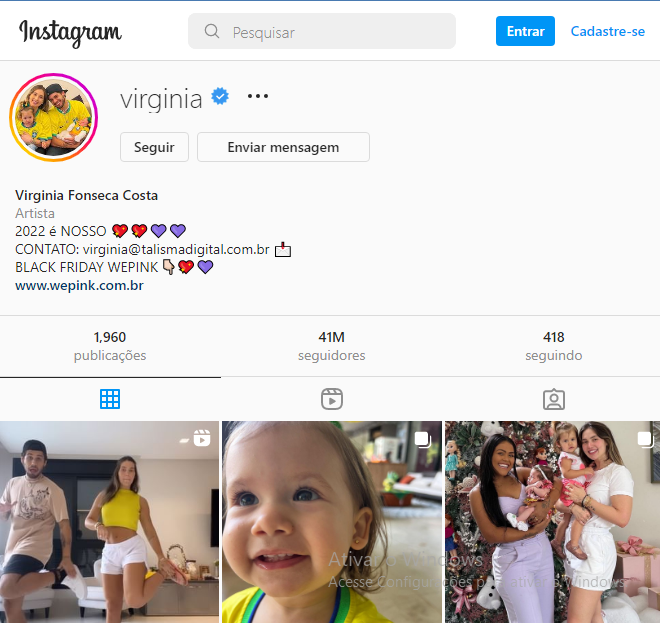 Instagram
Pesquisar
Entrar
Cadastre-se
virginia
Seguir
Enviar mensagem
Virginia Fonseca Costa
Artista
2022 é NOSSO 💖💖💜💜
CONTATO: virginia@talismadigital.com.br 📩
BLACK FRIDAY WEPINK 👇🏻💖💜
www.wepink.com.br
1,960
publicações
41M
seguidores
418
seguindo
Ativar o Windows
Acesse Configurações para ativar o Windows.